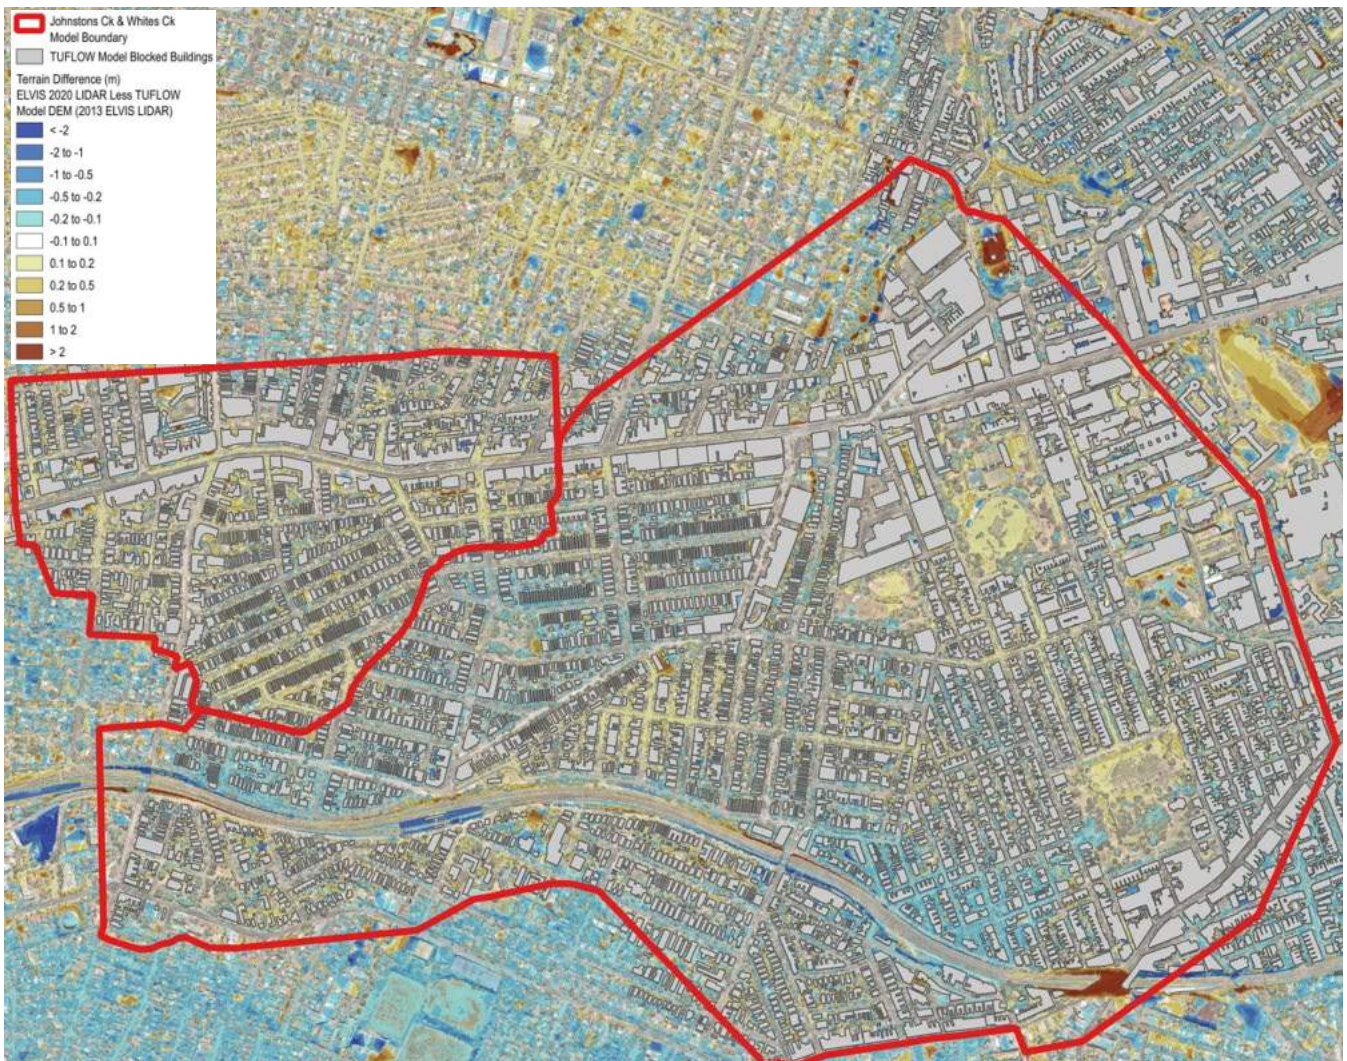 Johnstons Ck & Whites Ck
Model Boundary
TUFLOW Model Blocked Buildings
Terrain Difference (m)
ELVIS 2020 LIDAR Less TUFLOW
Model DEM (2013 ELVIS LIDAR)
< -2
-2 to -1
-1 to -0.5
-0.5 to -0.2
-0.2 to -0.1
-0.1 to 0.1
0.1 to 0.2
0.2 to 0.5
0.5 to 1
1 to 2
> 2